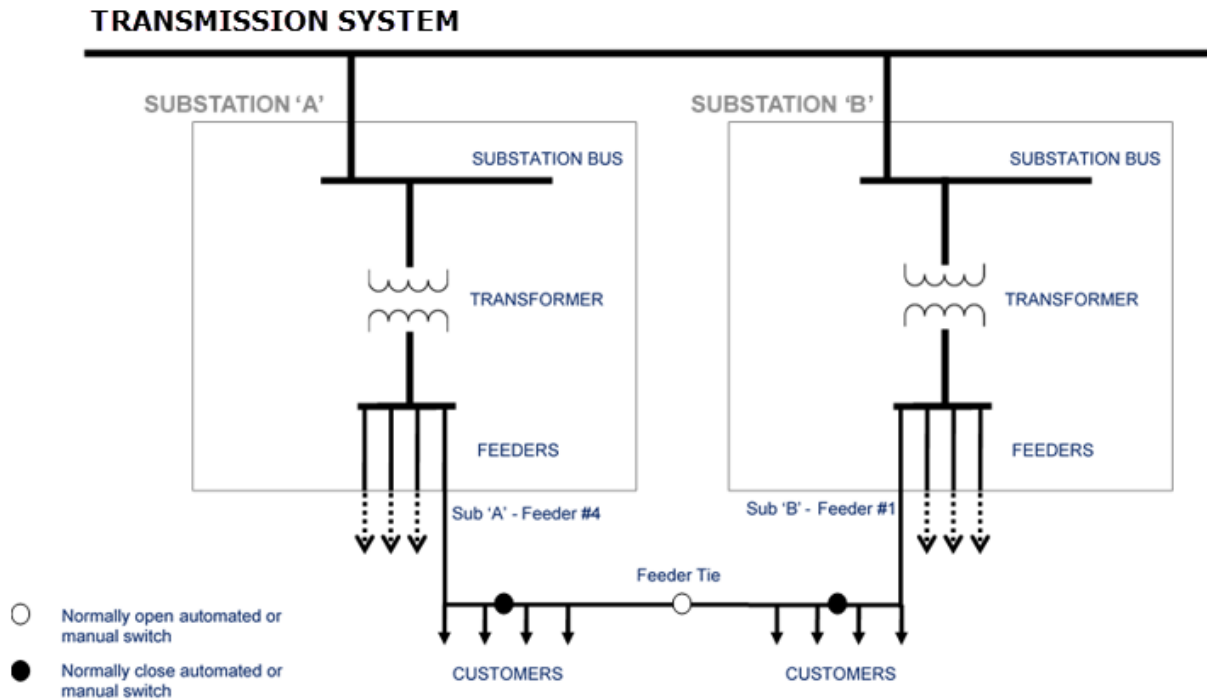 TRANSMISSION SYSTEM
SUBSTATION ‘A’
SUBSTATION ‘B’
SUBSTATION BUS
SUBSTATION BUS
TRANSFORMER
TRANSFORMER
FEEDERS
FEEDERS
Sub ‘A’ - Feeder #4
Sub ‘B’ - Feeder #1
Feeder Tie
Normally open automated or
manual switch
CUSTOMERS
CUSTOMERS
Normally close automated or
manual switch